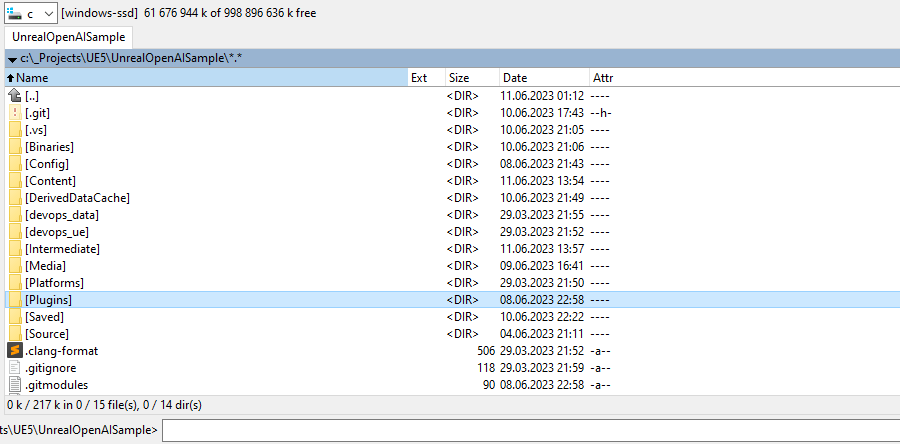 c [windows-ssd] 61 676 944 k of 998 896 636 k free
UnrealOpenAISample
c:\_Projects\UE5\UnrealOpenAISample\*.*
Name Ext Size Date Attr
[..] <DIR> 11.06.2023 01:12 ----
[.git] <DIR> 10.06.2023 17:43 --h-
[.vs] <DIR> 10.06.2023 21:05 ----
[Binaries] <DIR> 10.06.2023 21:06 ----
[Config] <DIR> 08.06.2023 21:43 ----
[Content] <DIR> 11.06.2023 13:54 ----
[DerivedDataCache] <DIR> 10.06.2023 21:49 ----
[devops_data] <DIR> 29.03.2023 21:55 ----
[devops_ue] <DIR> 29.03.2023 21:52 ----
[Intermediate] <DIR> 11.06.2023 13:57 ----
[Media] <DIR> 09.06.2023 16:41 ----
[Platforms] <DIR> 29.03.2023 21:50 ----
[Plugins] <DIR> 08.06.2023 22:58 ----
[Saved] <DIR> 10.06.2023 22:22 ----
[Source] <DIR> 04.06.2023 21:11 ----
.clang-format 506 29.03.2023 21:52 -a--
.gitignore 118 29.03.2023 21:59 -a--
.gitmodules 90 08.06.2023 22:58 -a--
0 k / 217 k in 0 / 15 file(s), 0 / 14 dir(s)
ts\UE5\UnrealOpenAISample>